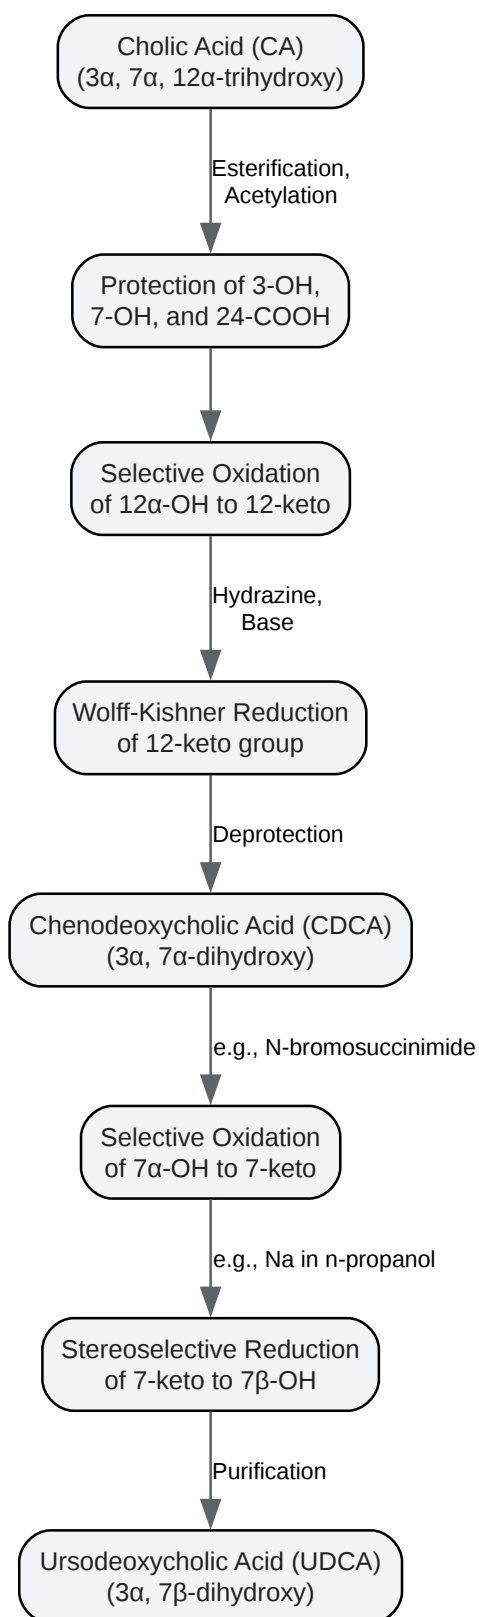 Cholic Acid (CA)
(3α, 7α, 12α-trihydroxy)
Esterification,
Acetylation
Protection of 3-OH,
7-OH, and 24-COOH
Selective Oxidation
of 12α-OH to 12-keto
Hydrazine,
Base
Wolff-Kishner Reduction
of 12-keto group
Deprotection
Chenodeoxycholic Acid (CDCA)
(3α, 7α-dihydroxy)
e.g., N-bromosuccinimide
Selective Oxidation
of 7α-OH to 7-keto
e.g., Na in n-propanol
Stereoselective Reduction
of 7-keto to 7β-OH
Purification
Ursodeoxycholic Acid (UDCA)
(3α, 7β-dihydroxy)